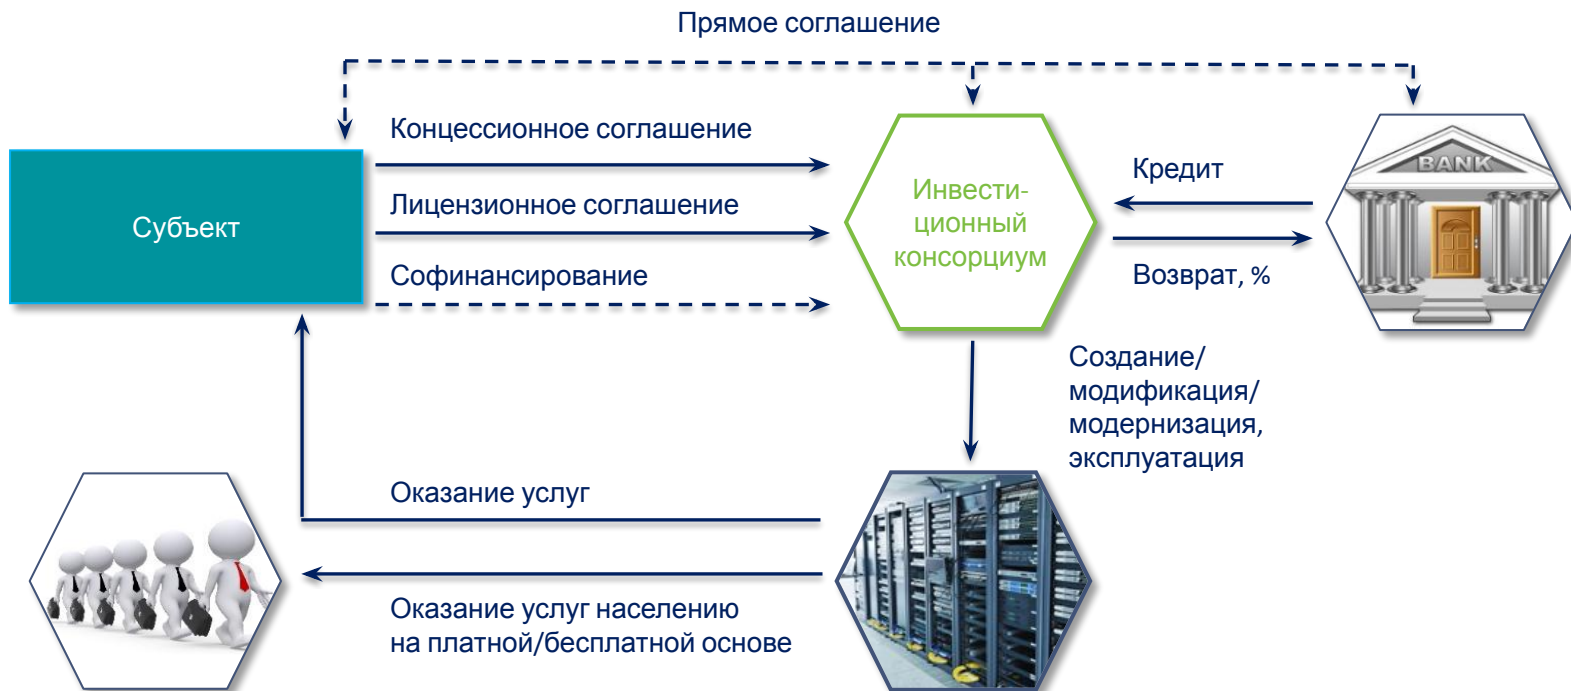 Прямое соглашение
Концессионное соглашение
Субъект
Лицензионное соглашение
Софинансирование
Инвести-
ционный
консорциум
Кредит
Возврат, %
BANK
Создание/
модификация/
модернизация,
эксплуатация
Оказание услуг
Оказание услуг населению
на платной/бесплатной основе